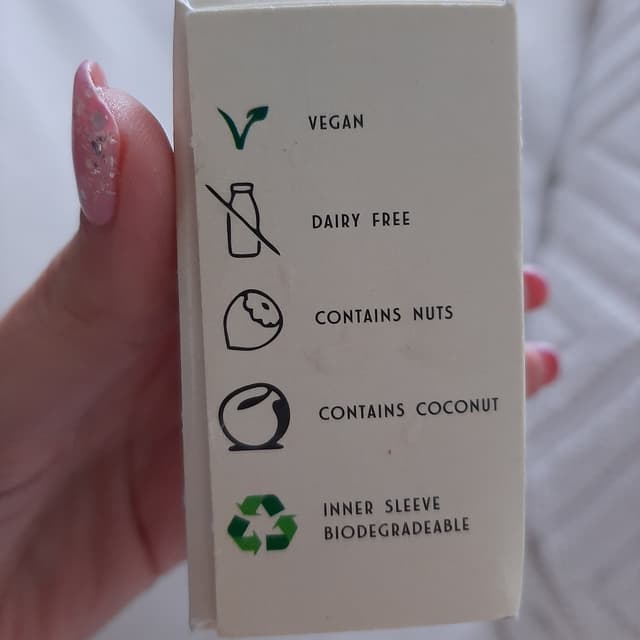 VEGAN
DAIRY FREE
CONTAINS NUTS
CONTAINS COCONUT
INNER SLEEVE
BIODEGRADEABLE